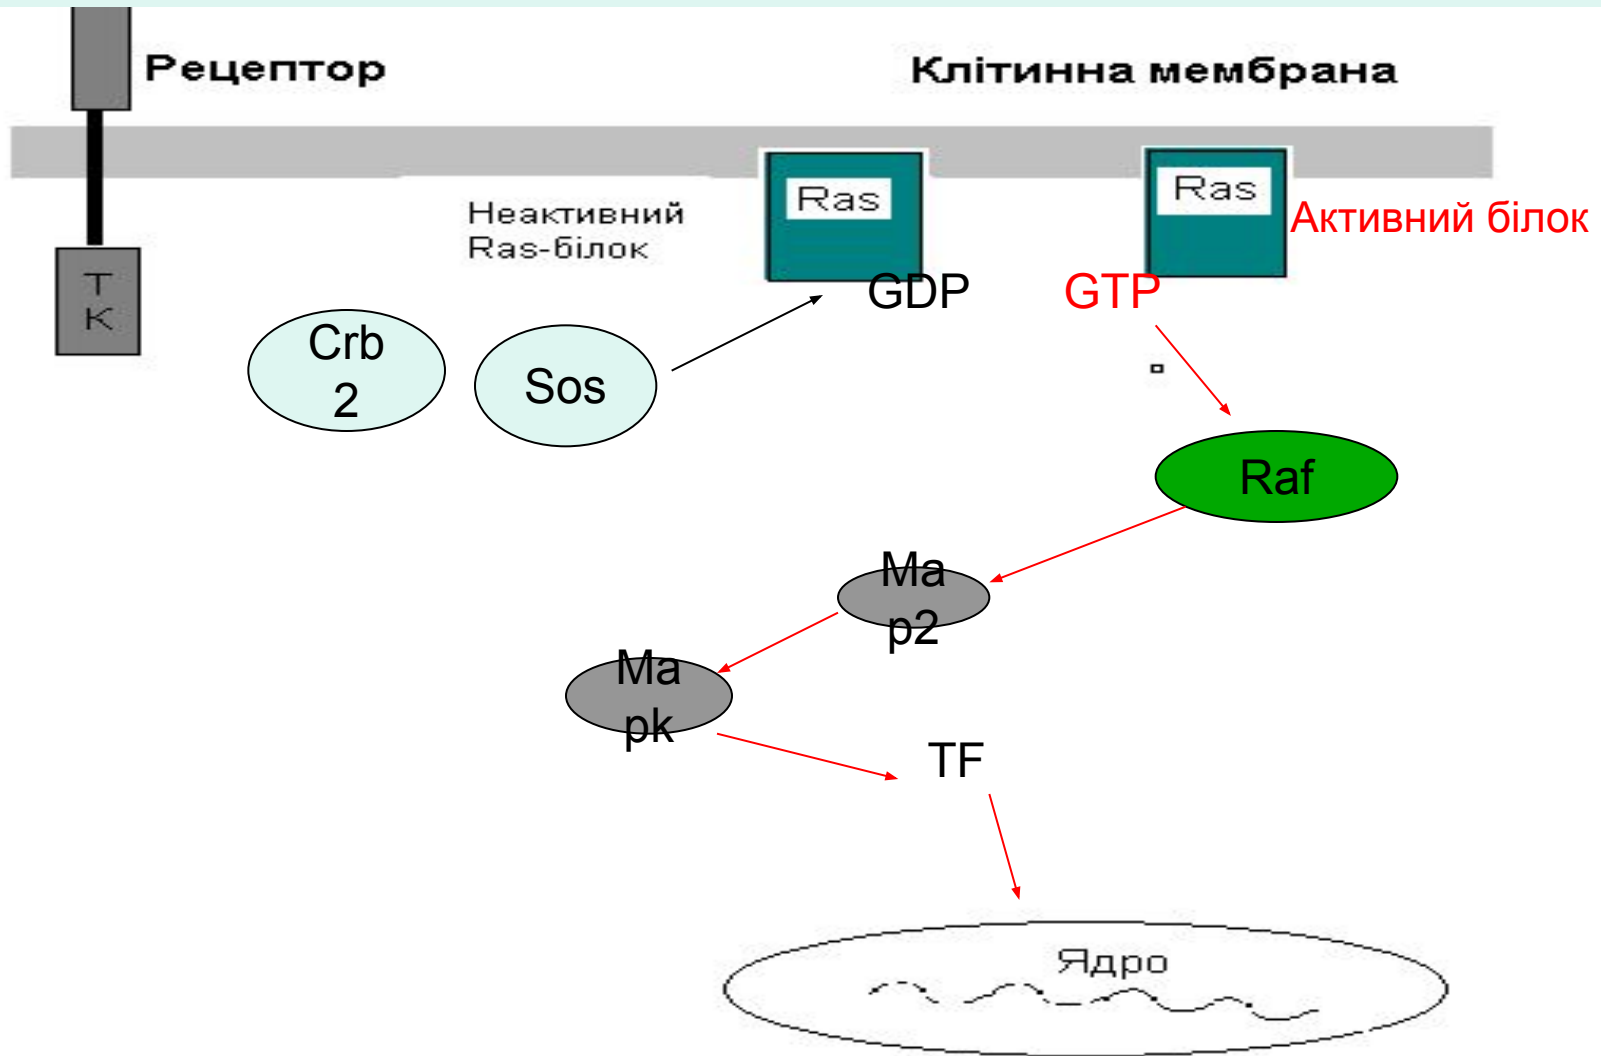 Рецептор
Клітинна мембрана
Ras
Ras
Неактивний
Ras-білок
Активний білок
Т
К
GDP
GTP
Crb
2
Sos
Raf
Ma
p2
Ma
pk
TF
Ядро